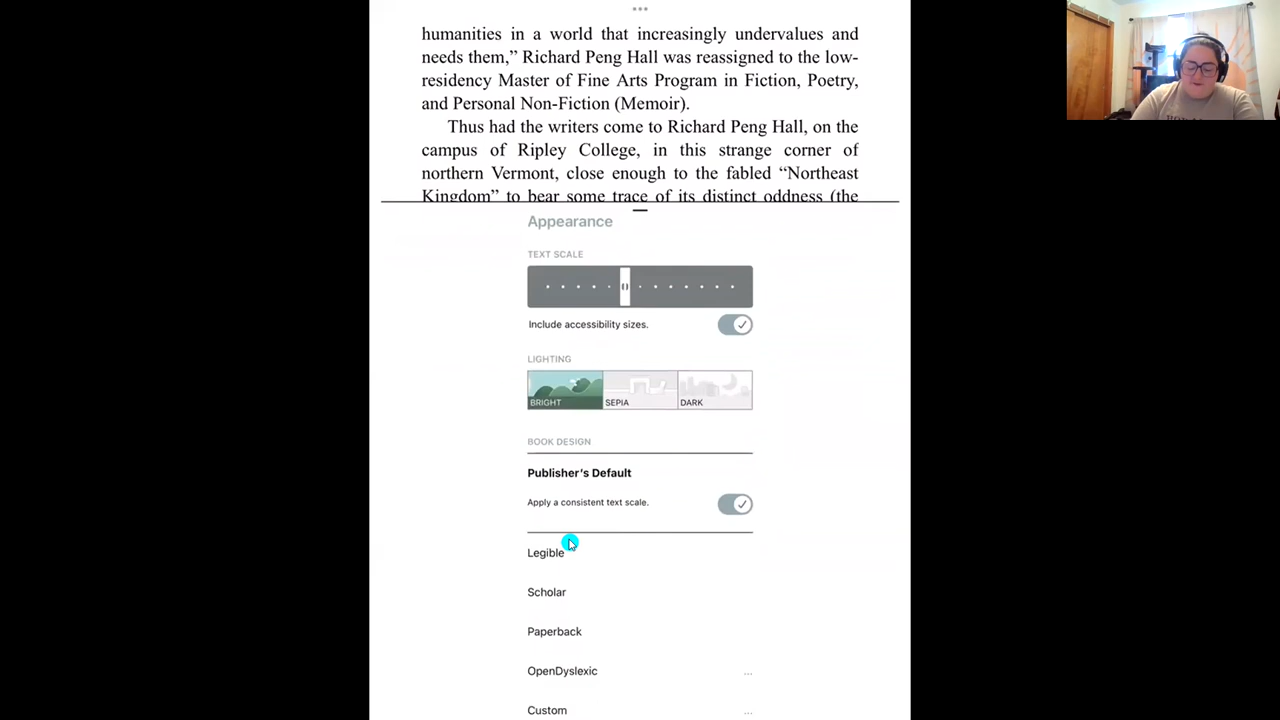 humanities in a world that increasingly undervalues and
needs them,” Richard Peng Hall was reassigned to the low-
residency Master of Fine Arts Program in Fiction, Poetry,
and Personal Non-Fiction (Memoir).
Thus had the writers come to Richard Peng Hall, on the
campus of Ripley College, in this strange corner of
northern Vermont, close enough to the fabled “Northeast
Kingdom” to bear some trace of its distinct oddness (the
Appearance
TEXT SCALE
Include accessibility sizes.
LIGHTING
BRIGHT SEPIA DARK
BOOK DESIGN
Publisher’s Default
Apply a consistent text scale.
Legible
Scholar
Paperback
OpenDyslexic ...
Custom ...